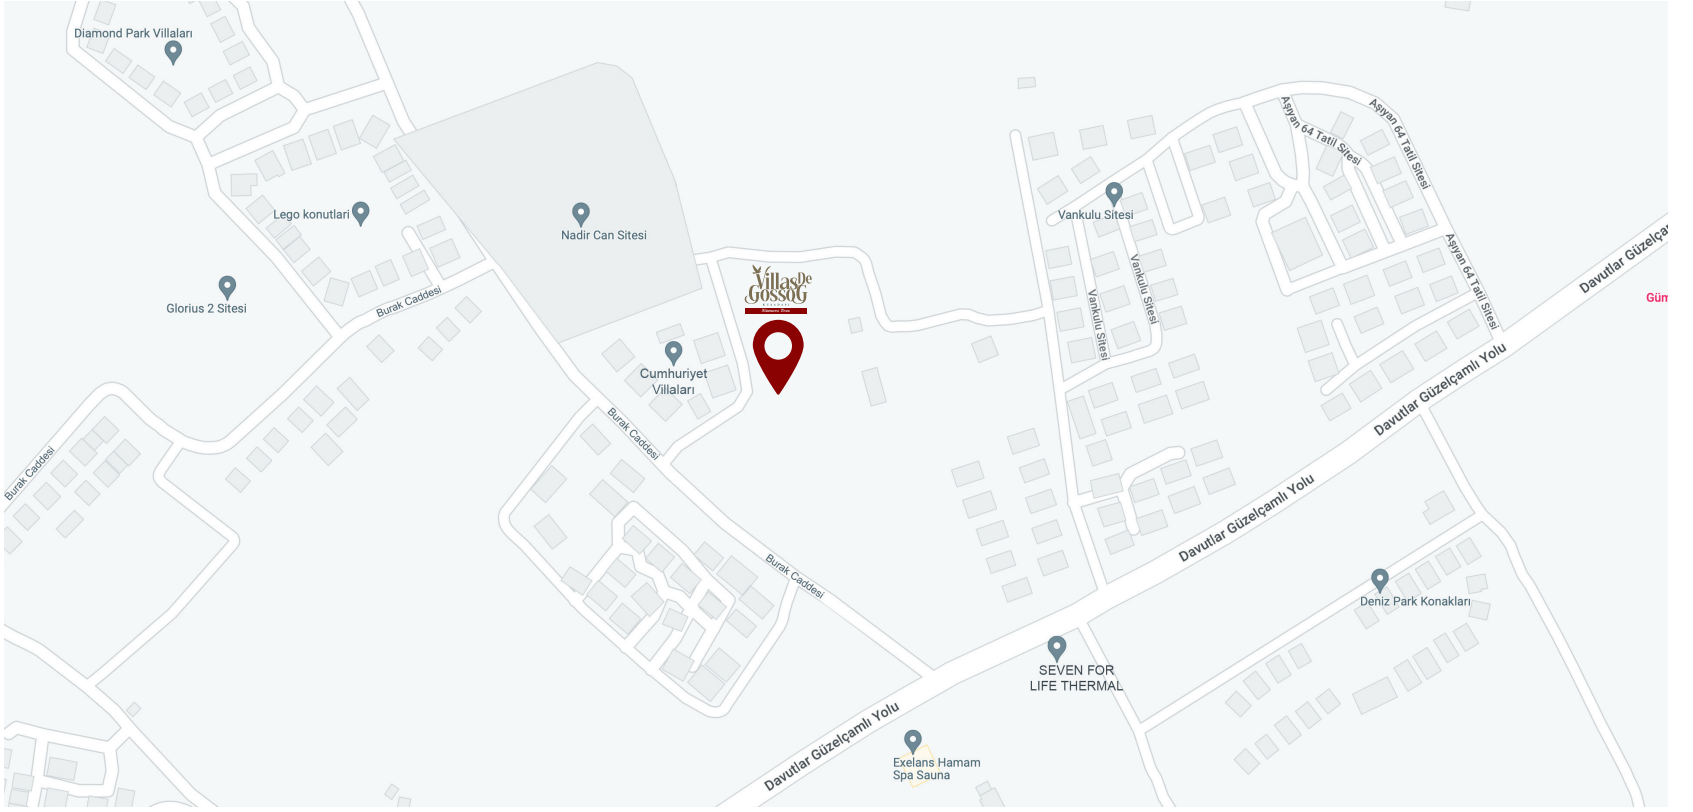 Diamond Park Villaları
Aşıyan 64 Tatil Sitesi
Aşıyan 64 Tatil Sitesi
Lego konutlari
Nadir Can Sitesi
Vankulu Sitesi
Davutlar Güzelça
Aşıyan 64 Tatil Sitesi
Vankulu Sitesi
Vankulu Sitesi
Villas De
GossoG
Glorius 2 Sitesi
Burak Caddesi
Güm
Cumhuriyet
Villaları
Davutlar Güzelçamlı Yolu
Burak Caddesi
Burak Caddesi
Davutlar Güzelçamlı Yolu
Burak Caddesi
Deniz Park Konakları
SEVEN FOR
LIFE THERMAL
Davutlar Güzelçamlı Yolu
Exelans Hamam
Spa Sauna